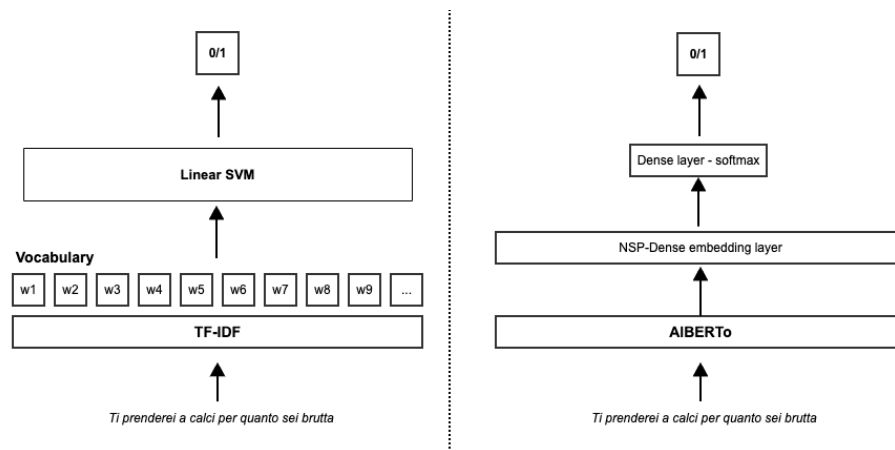 0/1
Linear SVM
Vocabulary
w1 w2 w3 w4 w5 w6 w7 w8 w9 ...
TF-IDF
Ti prenderei a calci per quanto sei brutta
0/1
Dense layer - softmax
NSP-Dense embedding layer
AlBERTo
Ti prenderei a calci per quanto sei brutta